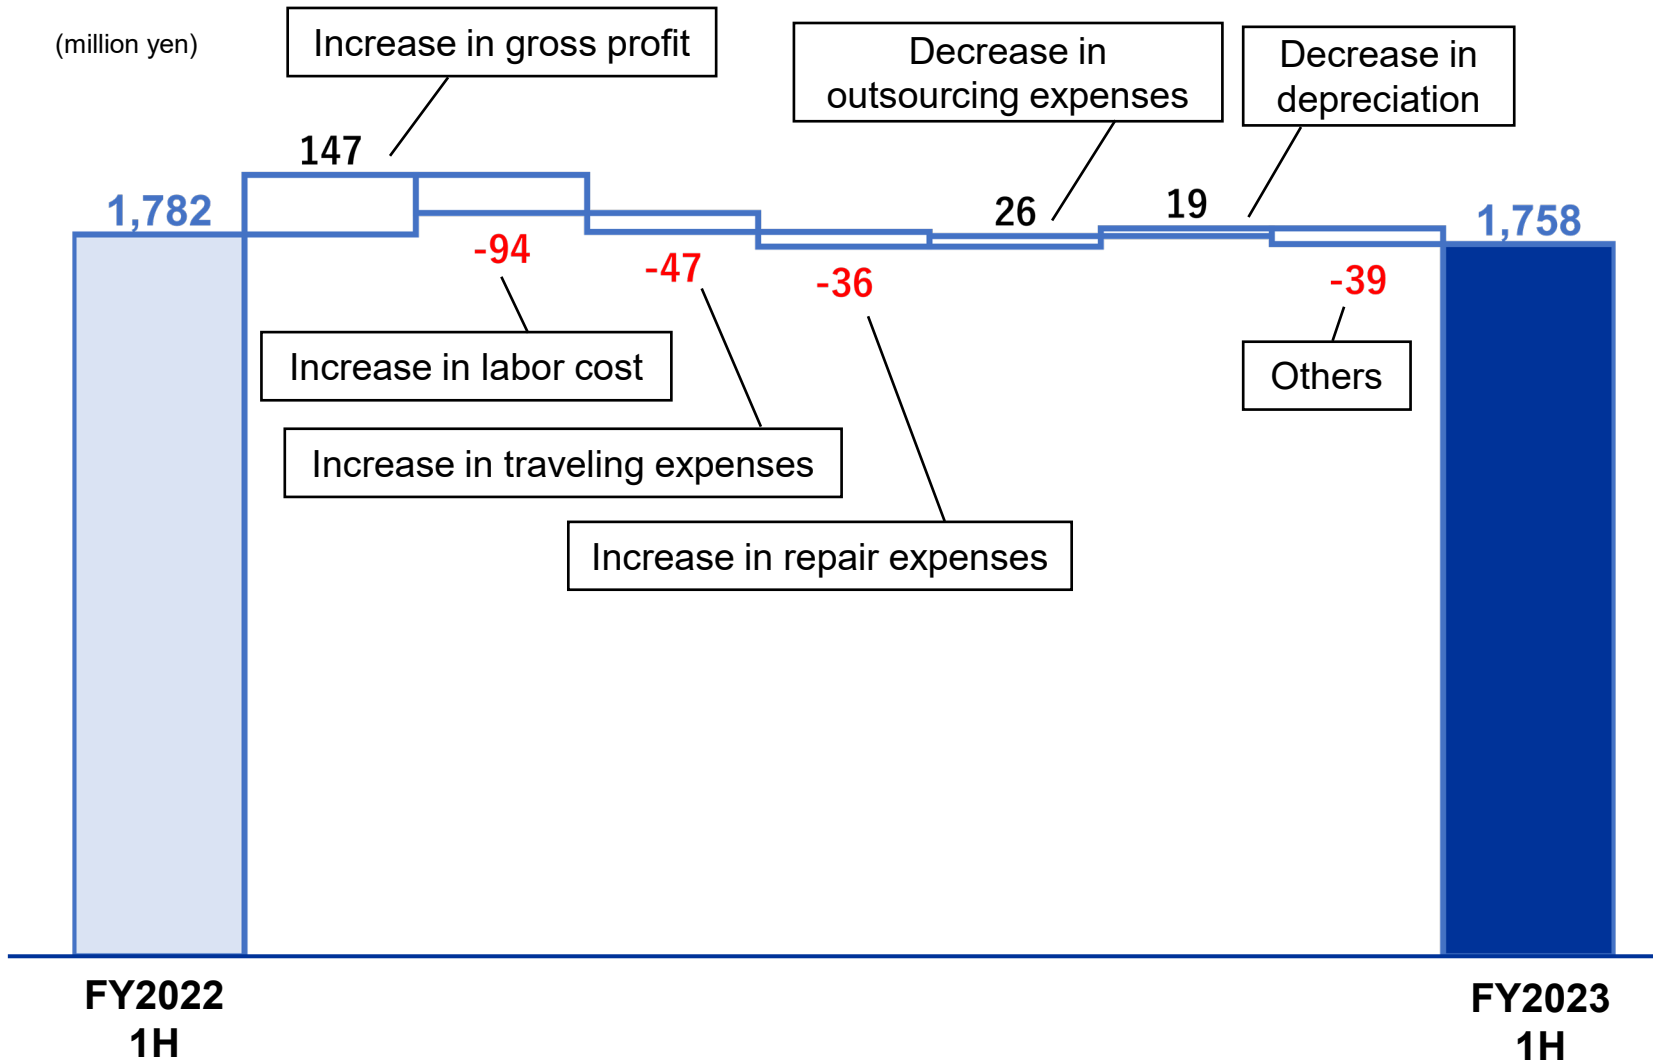 (million yen)
Increase in gross profit
Decrease in
outsourcing expenses
Decrease in
depreciation
147
1,782
26
19
1,758
-94
-47
-36
-39
Increase in labor cost
Others
Increase in traveling expenses
Increase in repair expenses
FY2022
1H
FY2023
1H